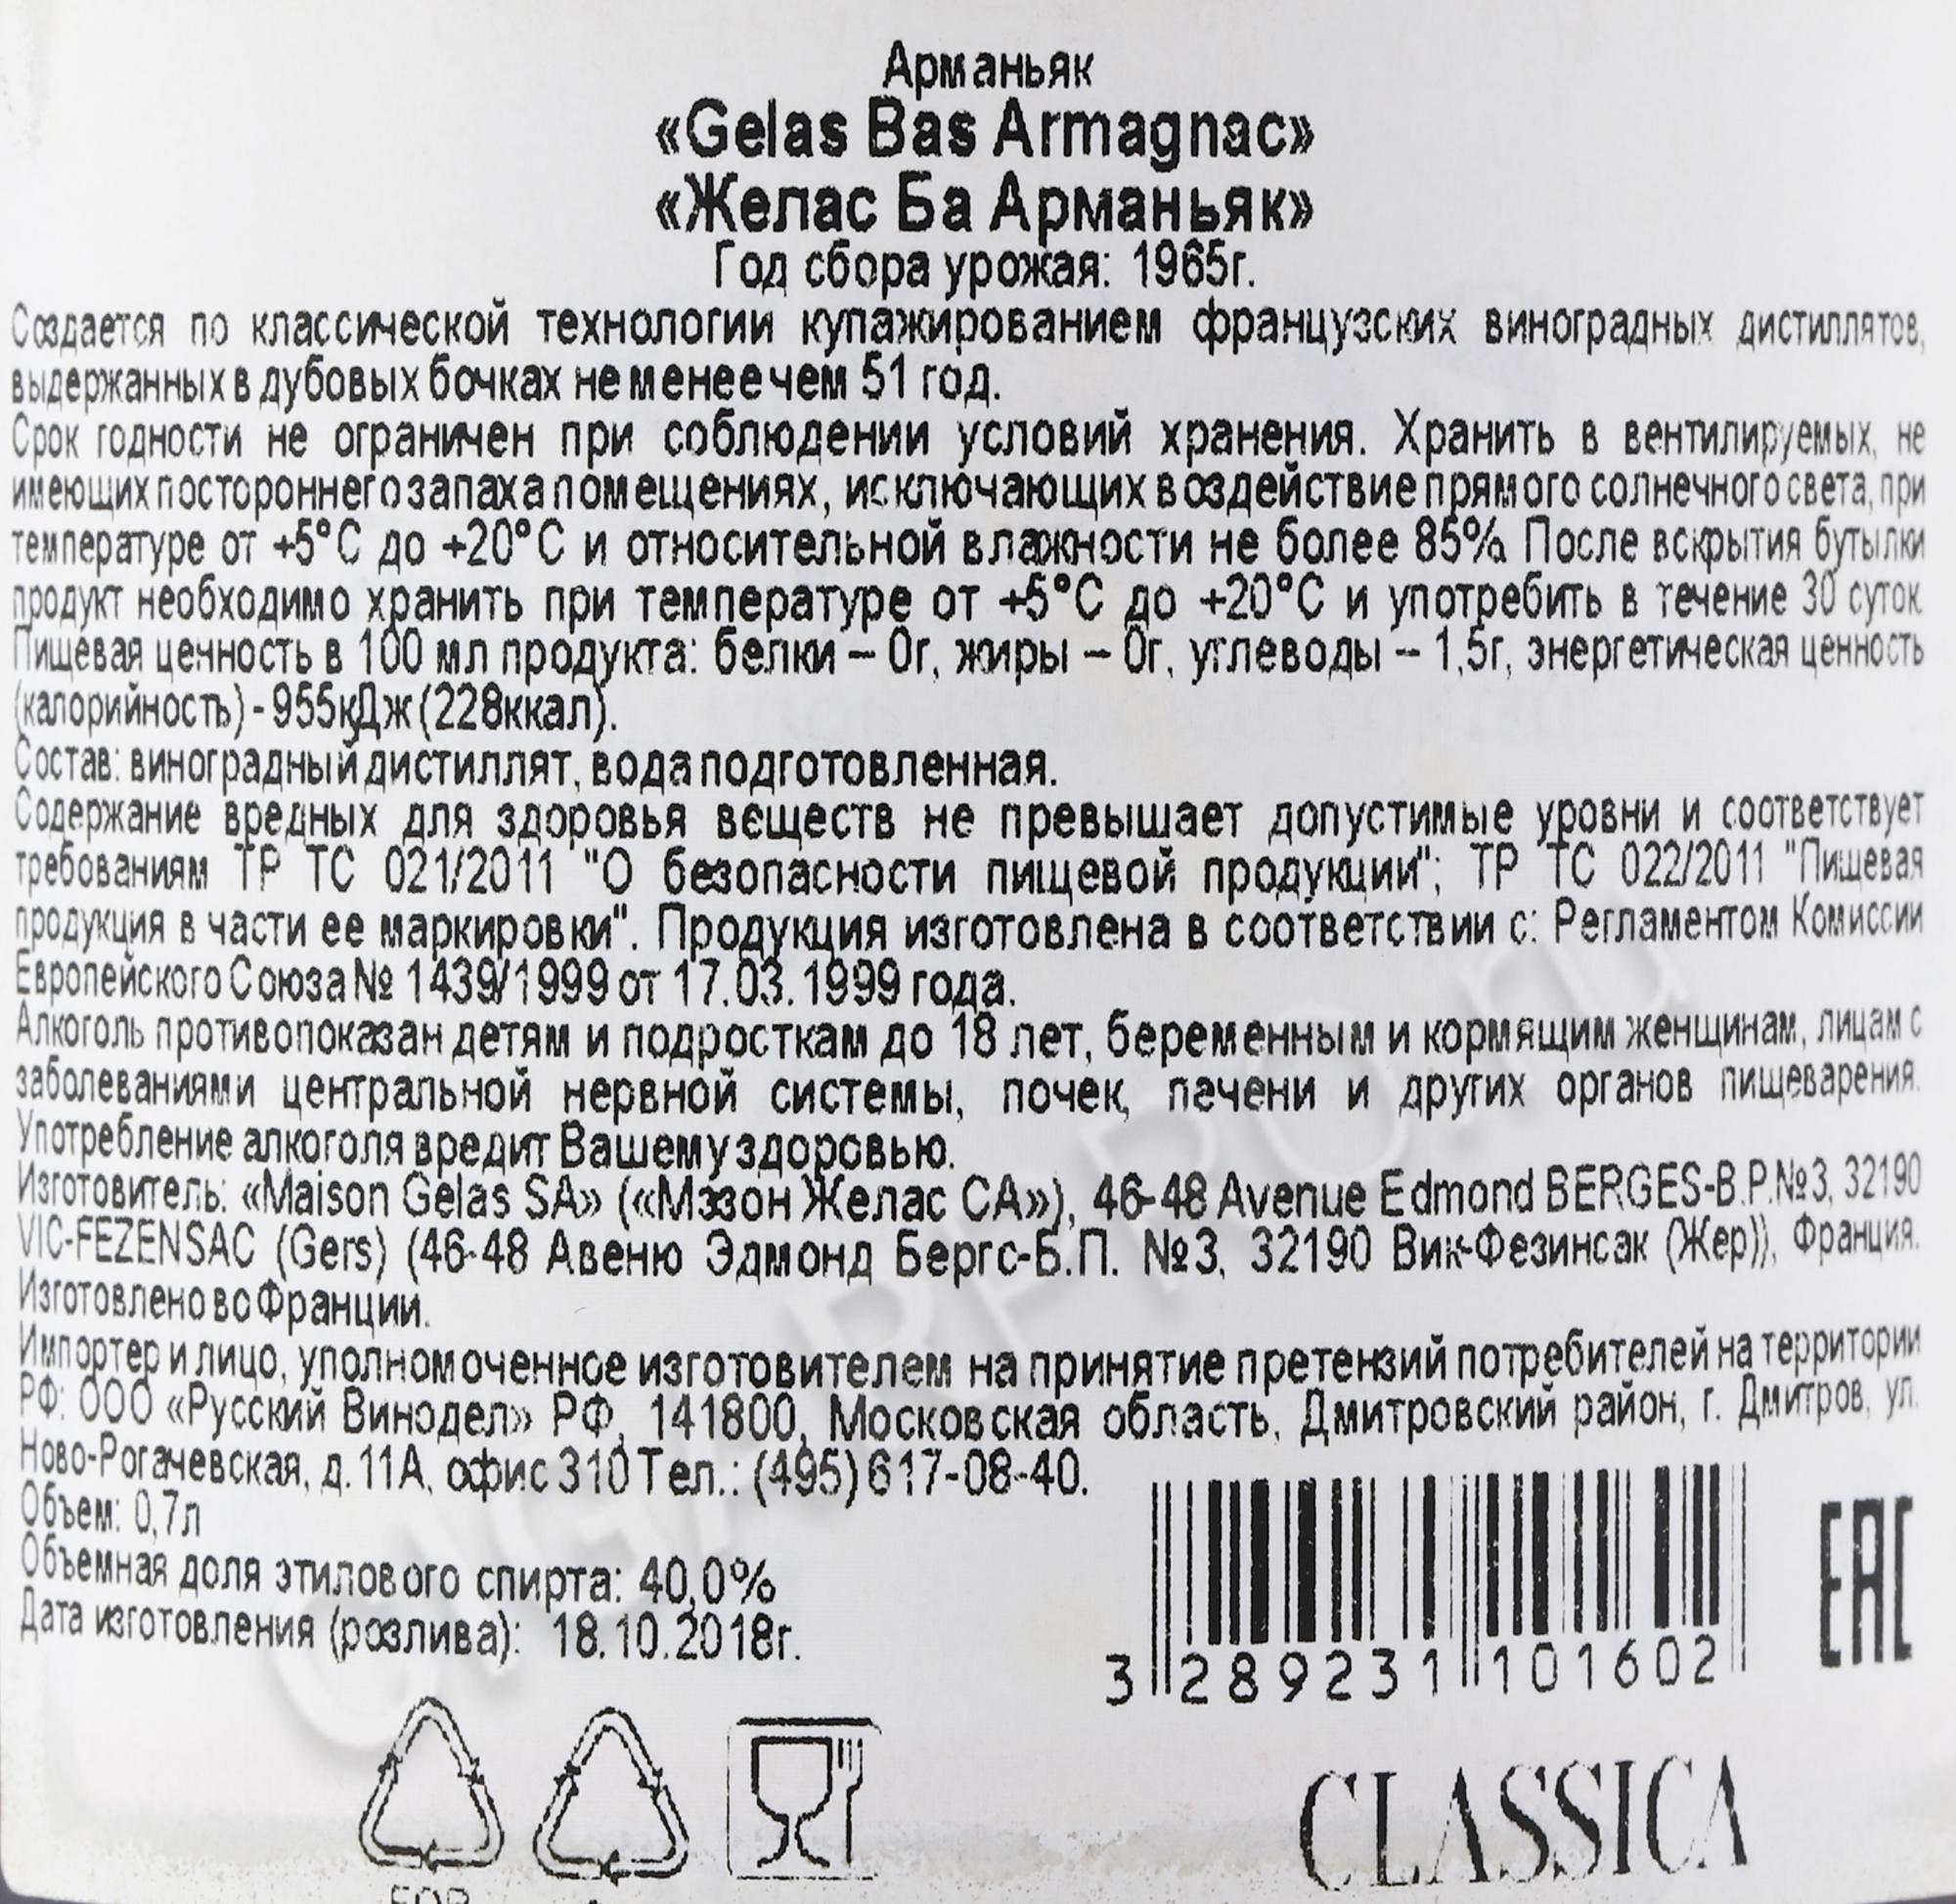 Арманьяк
«Gelas Bas Armagnac»
«Желас Ба Арманьяк»
Год сбора урожая: 1965г.
Создается по классической технологии купажированием французских виноградных дистиллятов,
выдержанных в дубовых бочках не менее чем 51 год.
Срок годности не ограничен при соблюдении условий хранения. Хранить в вентилируемых, не
имеющих постороннего запаха помещениях, исключающих воздействие прямого солнечного света, при
температуре от +5°С до +20°С и относительной влажности не более 85%. После вскрытия бутылки
продукт необходимо хранить при температуре от +5°С до +20°С и употребить в течение 30 суток.
Пищевая ценность в 100 мл продукта: белки – 0г, жиры – 0г, углеводы – 1,5г, энергетическая ценность
(калорийность) - 955кДж (228ккал).
Состав: виноградный дистиллят, вода подготовленная.
Содержание вредных для здоровья веществ не превышает допустимые уровни и соответствует
требованиям ТР ТС 021/2011 "О безопасности пищевой продукции"; ТР ТС 022/2011 "Пищевая
продукция в части ее маркировки". Продукция изготовлена в соответствии с: Регламентом Комиссии
Европейского Союза № 1439/1999 от 17.03.1999 года.
Алкоголь противопоказан детям и подросткам до 18 лет, беременным и кормящим женщинам, лицам с
заболеваниями центральной нервной системы, почек, печени и других органов пищеварения.
Употребление алкоголя вредит Вашему здоровью.
Изготовитель: «Maison Gelas SA» («Мэзон Желас СА»), 46-48 Avenue Edmond BERGES-B.P.№3, 32190
VIC-FEZENSAC (Gers) (46-48 Авеню Эдмонд Бергс-Б.П. №3, 32190 Вик-Фезинсак (Жер)), Франция.
Изготовлено во Франции.
Импортер и лицо, уполномоченное изготовителем на принятие претензий потребителей на территории
РФ: ООО «Русский Винодел» РФ, 141800, Московская область, Дмитровский район, г. Дмитров, ул.
Ново-Рогачевская, д.11А, офис 310 Тел.: (495) 617-08-40.
Объем: 0,7л
Объемная доля этилового спирта: 40,0%
Дата изготовления (розлива): 18.10.2018г.
3 289231 101602
EAC
CLASSICA
CIGARPRO.ru